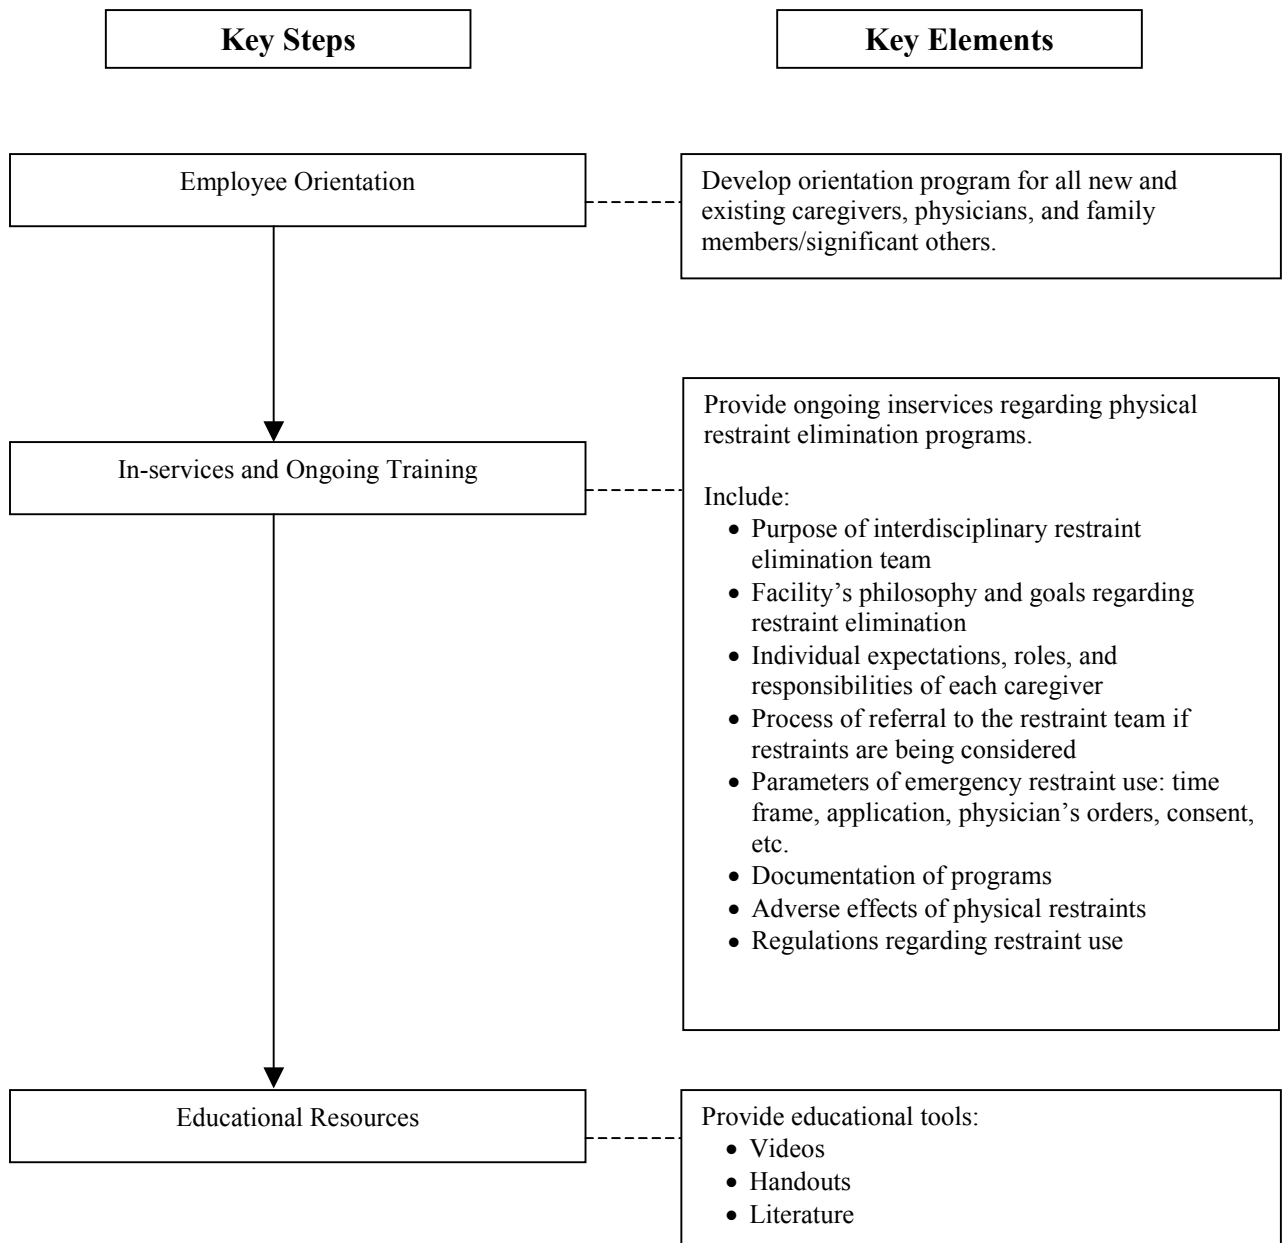 Key Steps
Key Elements
Employee Orientation
Develop orientation program for all new and
existing caregivers, physicians, and family
members/significant others.
In-services and Ongoing Training
Provide ongoing inservices regarding physical
restraint elimination programs.
Include:
• Purpose of interdisciplinary restraint
elimination team
• Facility’s philosophy and goals regarding
restraint elimination
• Individual expectations, roles, and
responsibilities of each caregiver
• Process of referral to the restraint team if
restraints are being considered
• Parameters of emergency restraint use: time
frame, application, physician’s orders, consent,
etc.
• Documentation of programs
• Adverse effects of physical restraints
• Regulations regarding restraint use
Educational Resources
Provide educational tools:
• Videos
• Handouts
• Literature